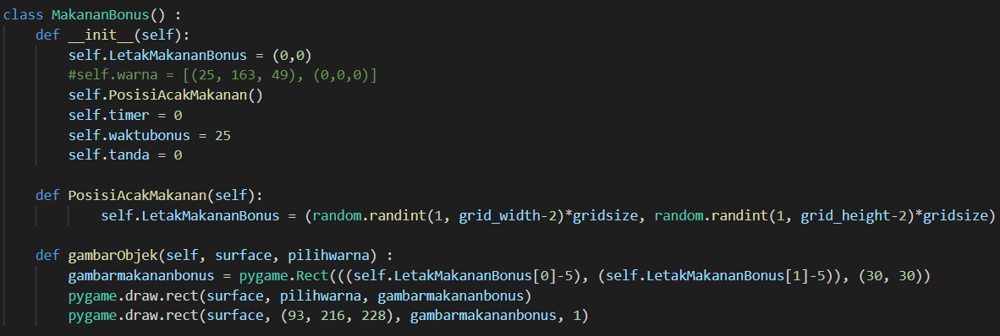 class MakananBonus() :
    def __init__(self):
        self.LetakMakananBonus = (0,0)
        #self.warna = [(25, 163, 49), (0,0,0)]
        self.PosisiAcakMakanan()
        self.timer = 0
        self.waktubonus = 25
        self.tanda = 0
    def PosisiAcakMakanan(self):
            self.LetakMakananBonus = (random.randint(1, grid_width-2)*gridsize, random.randint(1, grid_height-2)*gridsize)
    def gambarObjek(self, surface, pilihwarna) :
        gambarmakananbonus = pygame.Rect(((self.LetakMakananBonus[0]-5), (self.LetakMakananBonus[1]-5)), (30, 30))
        pygame.draw.rect(surface, pilihwarna, gambarmakananbonus)
        pygame.draw.rect(surface, (93, 216, 228), gambarmakananbonus, 1)